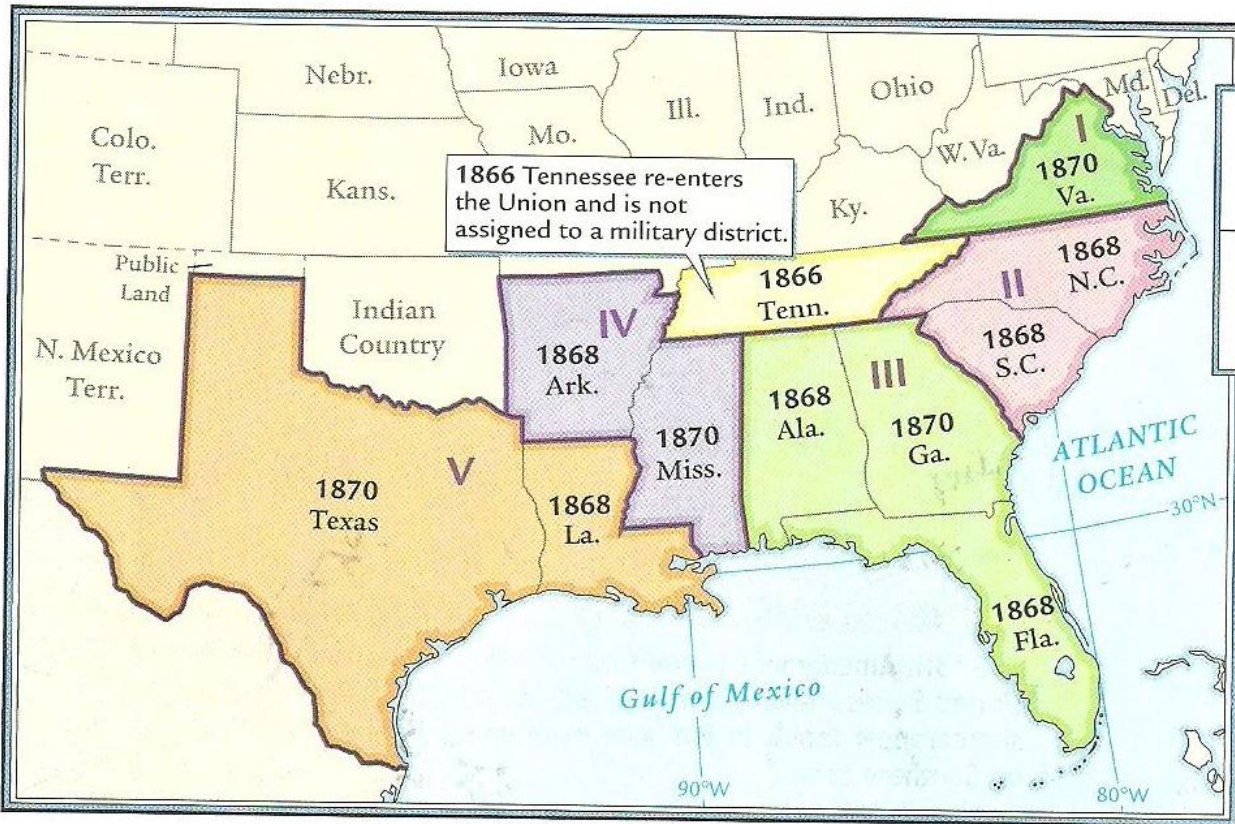 Nebr.
Iowa
Ill.
Ind.
Ohio
Md.
Del.
Colo.
Terr.
Kans.
Mo.
W. Va.
Ky.
I
1870
Va.
1866 Tennessee re-enters
the Union and is not
assigned to a military district.
Public
Land
Indian
Country
N. Mexico
Terr.
IV
1868
Ark.
1866
Tenn.
II
1868
N.C.
1868
S.C.
III
1868
Ala.
1870
Ga.
1870
Miss.
V
1870
Texas
1868
La.
ATLANTIC
OCEAN
30°N
1868
Fla.
Gulf of Mexico
90°W
80°W